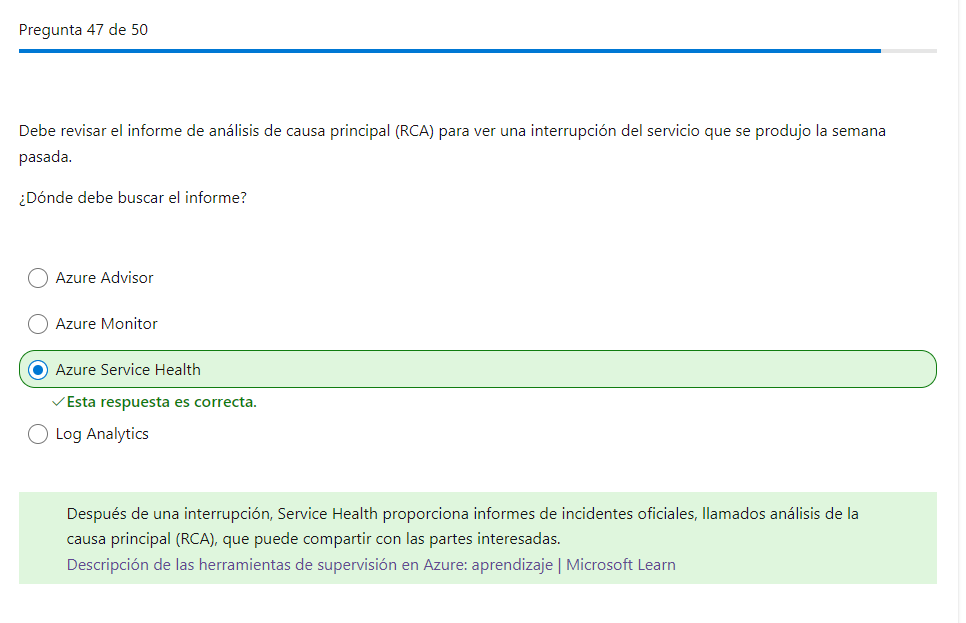 Pregunta 47 de 50
Debe revisar el informe de análisis de causa principal (RCA) para ver una interrupción del servicio que se produjo la semana
pasada.
¿Dónde debe buscar el informe?
Azure Advisor
Azure Monitor
Azure Service Health
Esta respuesta es correcta.
Log Analytics
Después de una interrupción, Service Health proporciona informes de incidentes oficiales, llamados análisis de la
causa principal (RCA), que puede compartir con las partes interesadas.
Descripción de las herramientas de supervisión en Azure: aprendizaje | Microsoft Learn